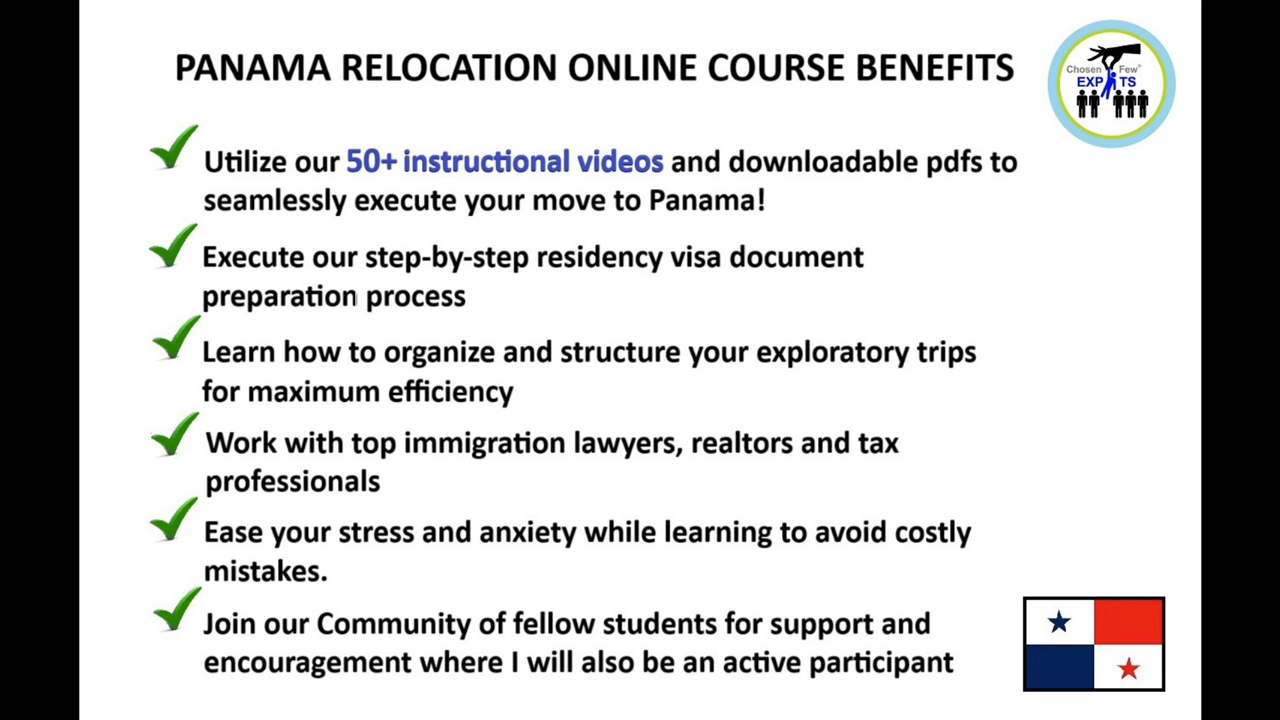 PANAMA RELOCATION ONLINE COURSE BENEFITS
Chosen Few®
EXP TS
Utilize our 50+ instructional videos and downloadable pdfs to
seamlessly execute your move to Panama!
Execute our step-by-step residency visa document
preparation process
Learn how to organize and structure your exploratory trips
for maximum efficiency
Work with top immigration lawyers, realtors and tax
professionals
Ease your stress and anxiety while learning to avoid costly
mistakes.
Join our Community of fellow students for support and
encouragement where I will also be an active participant